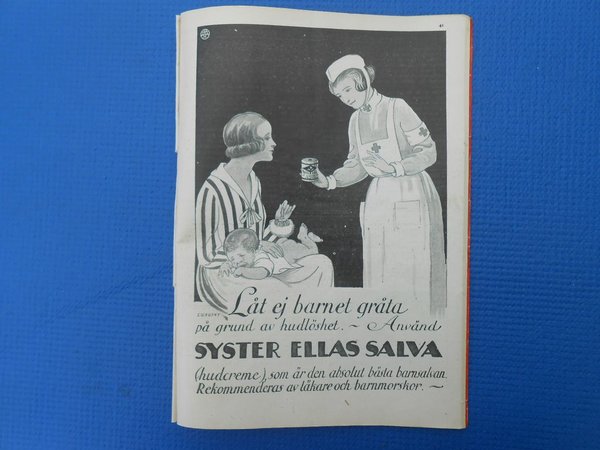 41
Låt ej barnet gråta
på grund av hudlöshet. ~ Använd
SYSTER ELLAS SALVA
(hudcreme), som är den absolut bästa barnsalvan.
Rekommenderas av läkare och barnmorskor. ~